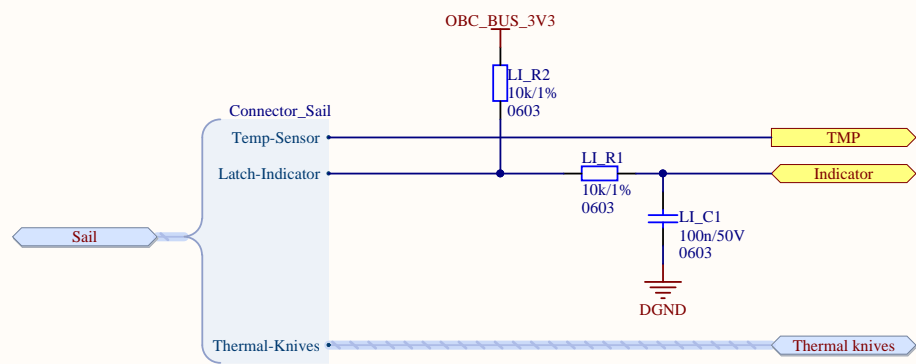 OBC_BUS_3V3
LI_R2
10k/1%
0603
Connector_Sail
Temp-Sensor
TMP
Latch-Indicator
LI_R1
10k/1%
0603
Indicator
LI_C1
100n/50V
0603
Sail
DGND
Thermal-Knives
Thermal knives